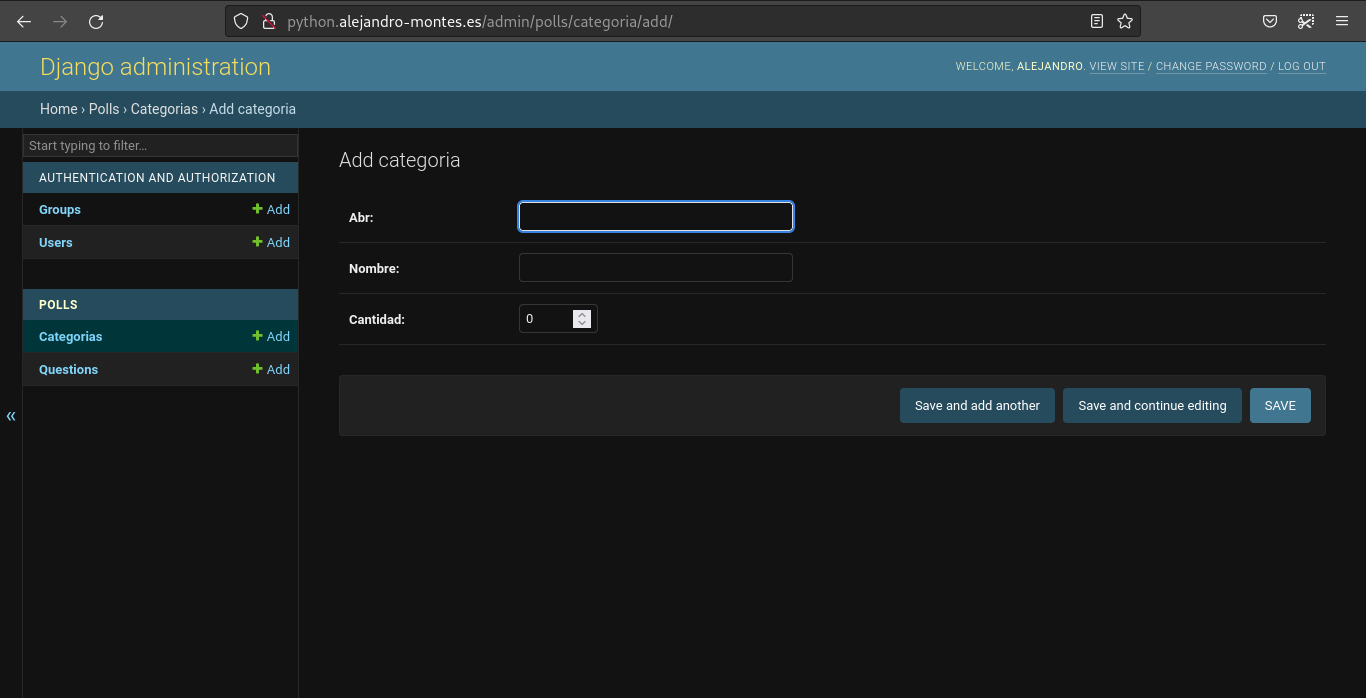 python.alejandro-montes.es/admin/polls/categoria/add/
Django administration
WELCOME, ALEJANDRO. VIEW SITE / CHANGE PASSWORD / LOG OUT
Home › Polls › Categorias › Add categoria
Start typing to filter...
AUTHENTICATION AND AUTHORIZATION
Groups + Add
Users + Add
POLLS
Categorias + Add
Questions + Add
«
Add categoria
Abr:
Nombre:
Cantidad: 0
Save and add another Save and continue editing SAVE